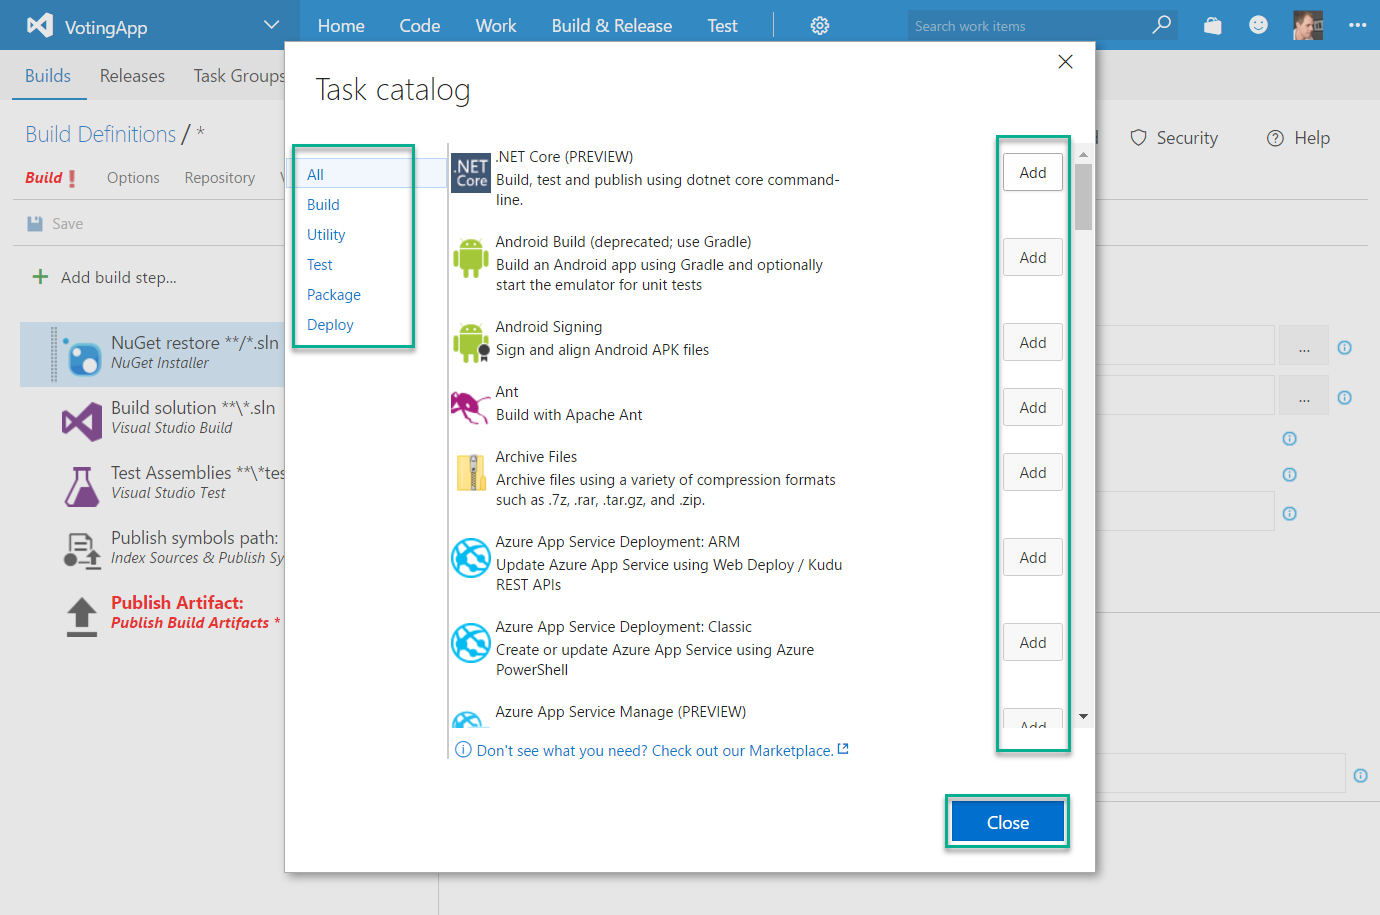 VotingApp
Home
Code
Work
Build & Release
Test
Search work items
Builds
Releases
Task Groups
Build Definitions / *
Security
Help
Build !
Options
Repository
Save
Add build step...
NuGet restore **/*.sln
NuGet Installer
Build solution **\*.sln
Visual Studio Build
Test Assemblies **\*tes
Visual Studio Test
Publish symbols path:
Index Sources & Publish Sy
Publish Artifact:
Publish Build Artifacts *
...
...
Task catalog
All
Build
Utility
Test
Package
Deploy
.NET
Core
.NET Core (PREVIEW)
Build, test and publish using dotnet core command-
line.
Add
Android Build (deprecated; use Gradle)
Build an Android app using Gradle and optionally
start the emulator for unit tests
Add
Android Signing
Sign and align Android APK files
Add
Ant
Build with Apache Ant
Add
Archive Files
Archive files using a variety of compression formats
such as .7z, .rar, .tar.gz, and .zip.
Add
Azure App Service Deployment: ARM
Update Azure App Service using Web Deploy / Kudu
REST APIs
Add
Azure App Service Deployment: Classic
Create or update Azure App Service using Azure
PowerShell
Add
Azure App Service Manage (PREVIEW)
Add
Don't see what you need? Check out our Marketplace.
Close